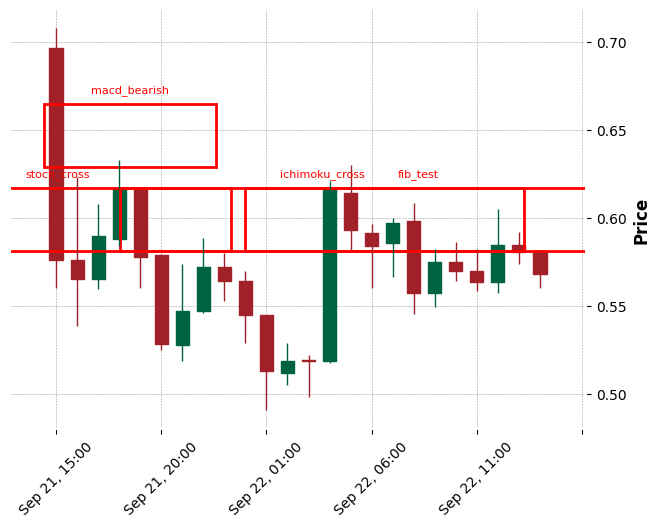 0.70
macd_bearish
0.65
ichimoku_cross
fib_test
0.60
Price
0.55
0.50
Sep 21, 15:00
Sep 21, 20:00
Sep 22, 01:00
Sep 22, 06:00
Sep 22, 11:00